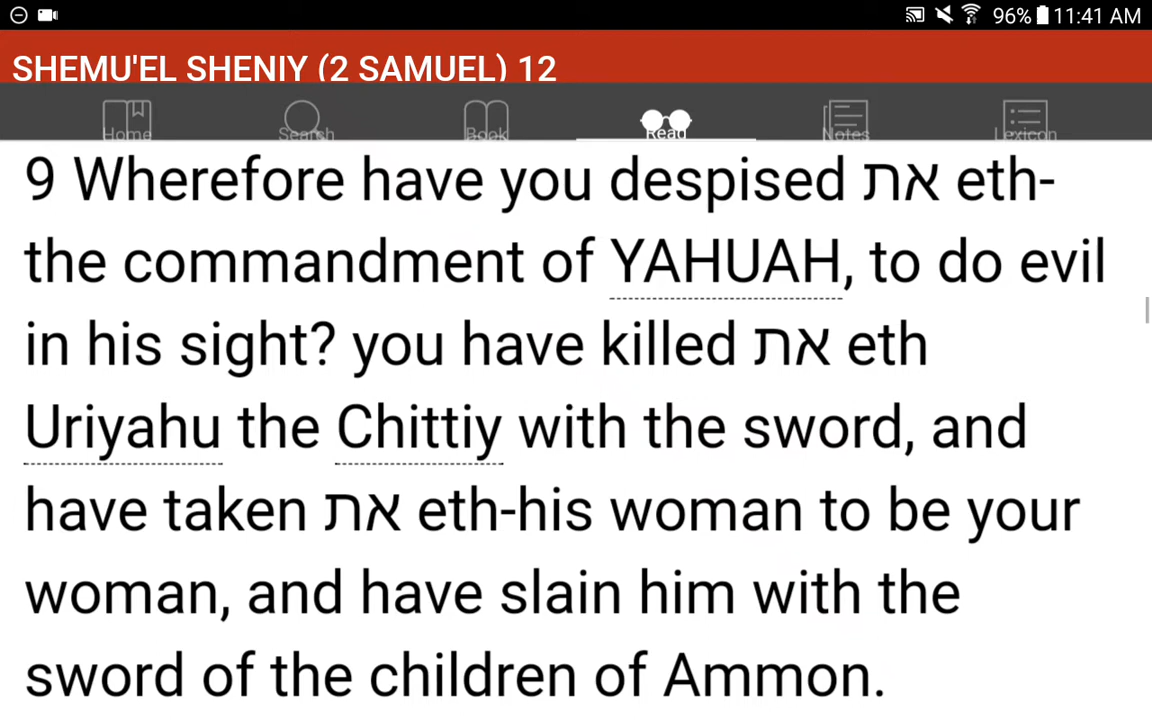 96% 11:41 AM
SHEMU'EL SHENIY (2 SAMUEL) 12
Home Search Book Read Notes Lexicon
9 Wherefore have you despised את eth-
the commandment of YAHUAH, to do evil
in his sight? you have killed את eth
Uriyahu the Chittiy with the sword, and
have taken את eth-his woman to be your
woman, and have slain him with the
sword of the children of Ammon.